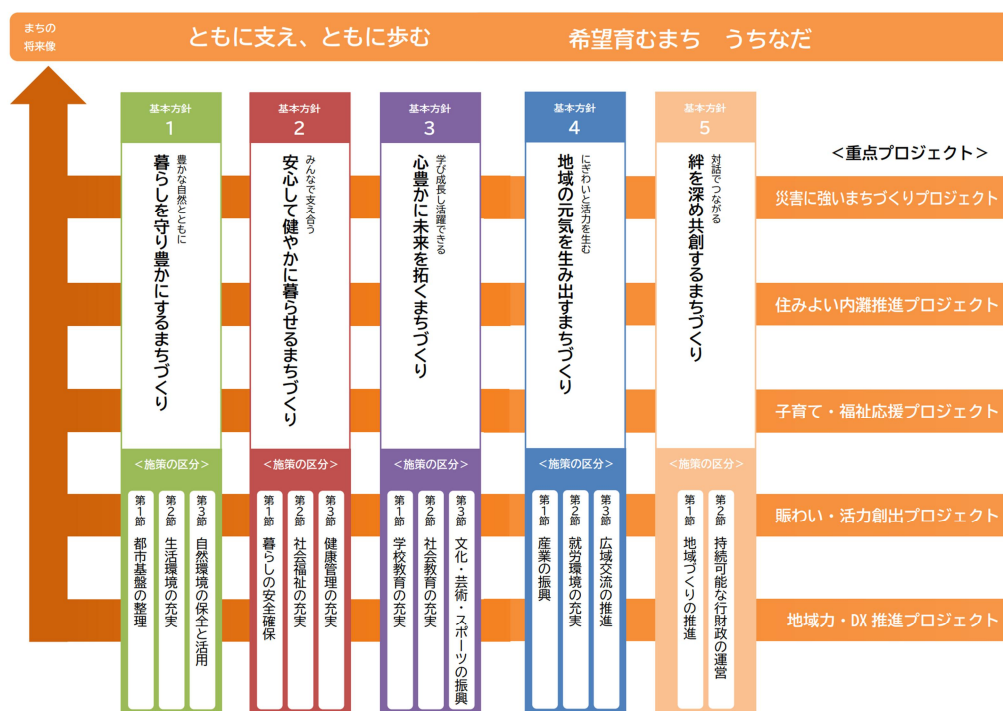 まちの
将来像
ともに支え、ともに歩む　希望育むまち　うちなだ
基本方針
1
豊かな自然とともに
暮らしを守り豊かにするまちづくり
<施策の区分>
第1節 都市基盤の整理
第2節 生活環境の充実
第3節 自然環境の保全と活用
基本方針
2
みんなで支え合う
安心して健やかに暮らせるまちづくり
<施策の区分>
第1節 暮らしの安全確保
第2節 社会福祉の充実
第3節 健康管理の充実
基本方針
3
学び成長し活躍できる
心豊かに未来を拓くまちづくり
<施策の区分>
第1節 学校教育の充実
第2節 社会教育の充実
第3節 文化・芸術・スポーツの振興
基本方針
4
にぎわいと活力を生む
地域の元気を生み出すまちづくり
<施策の区分>
第1節 産業の振興
第2節 就労環境の充実
第3節 広域交流の推進
基本方針
5
対話でつながる
絆を深め共創するまちづくり
<施策の区分>
第1節 地域づくりの推進
第2節 持続可能な行財政の運営
<重点プロジェクト>
災害に強いまちづくりプロジェクト
住みよい内灘推進プロジェクト
子育て・福祉応援プロジェクト
賑わい・活力創出プロジェクト
地域力・DX 推進プロジェクト